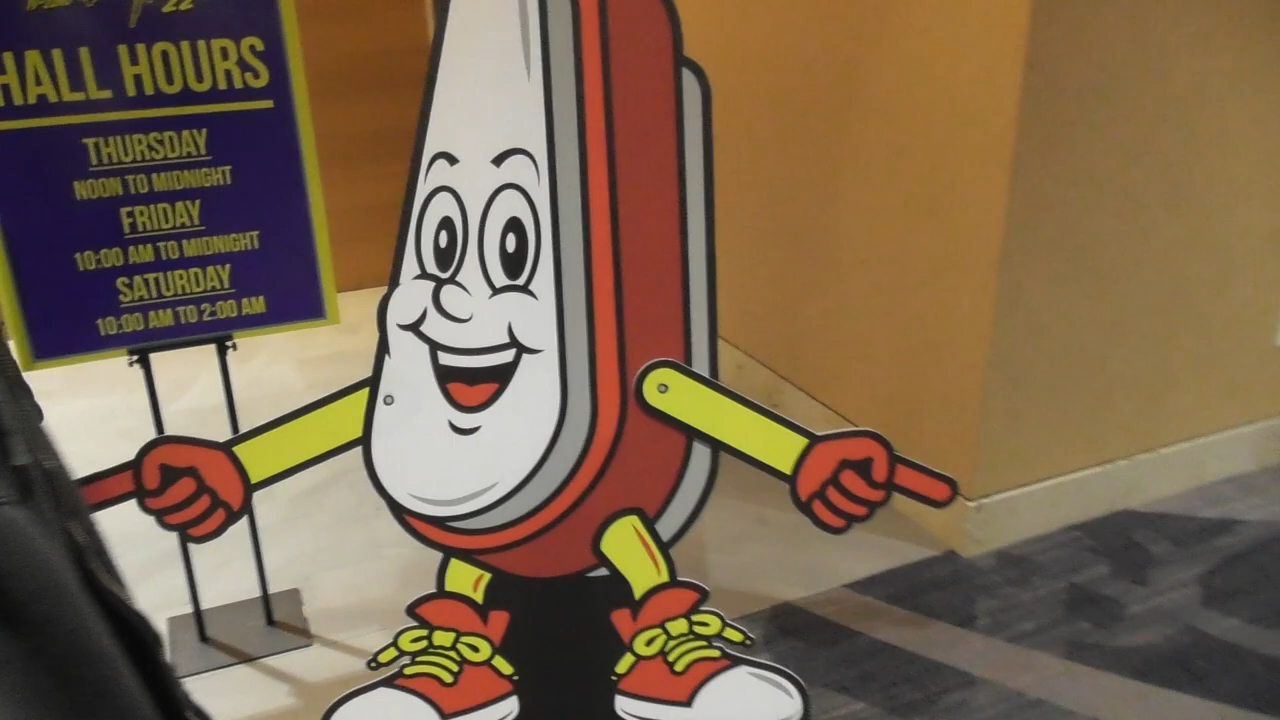 HALL HOURS
THURSDAY
NOON TO MIDNIGHT
FRIDAY
10:00 AM TO MIDNIGHT
SATURDAY
10:00 AM TO 2:00 AM